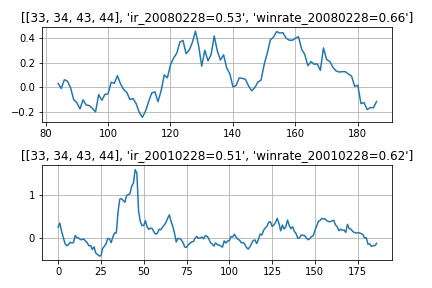 [[33, 34, 43, 44], 'ir_20080228=0.53', 'winrate_20080228=0.66']
0.4
0.2
0.0
−0.2
80 100 120 140 160 180
[[33, 34, 43, 44], 'ir_20010228=0.51', 'winrate_20010228=0.62']
1
0
0 25 50 75 100 125 150 175